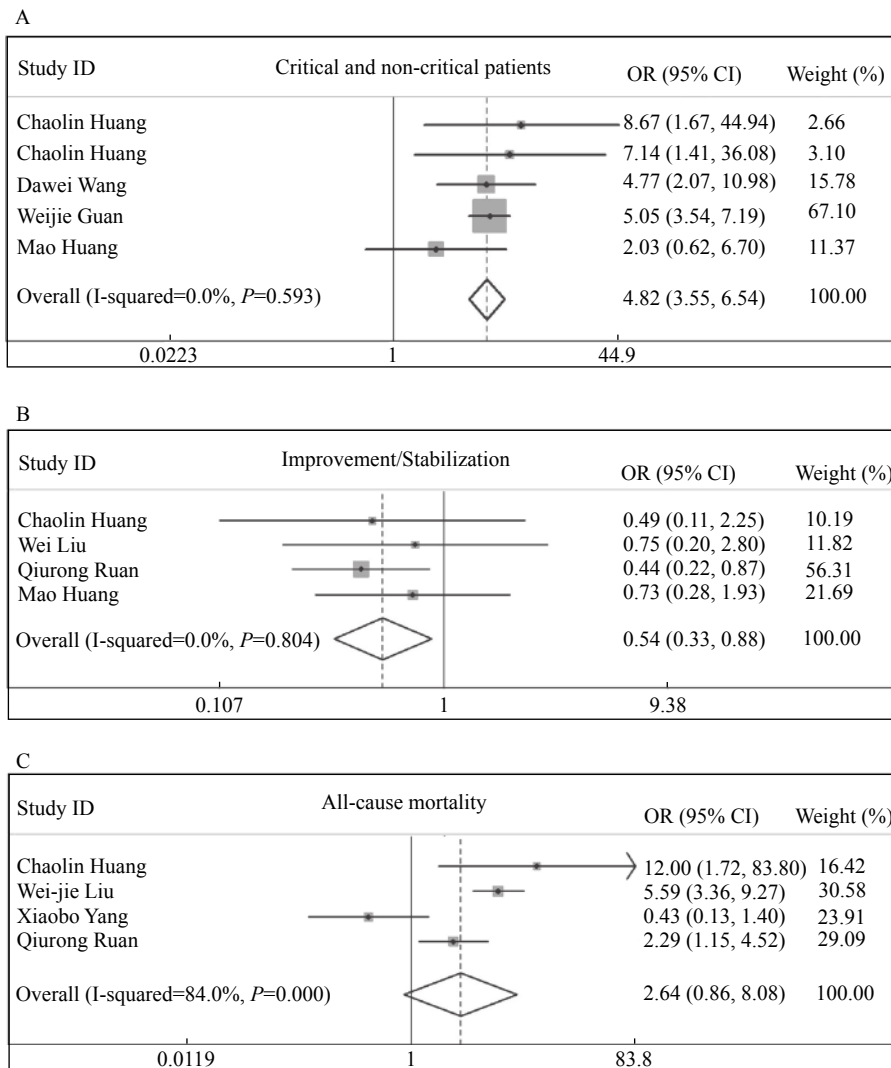 A
Study ID Critical and non-critical patients OR (95% CI) Weight (%)
Chaolin Huang 8.67 (1.67, 44.94) 2.66
Chaolin Huang 7.14 (1.41, 36.08) 3.10
Dawei Wang 4.77 (2.07, 10.98) 15.78
Weijie Guan 5.05 (3.54, 7.19) 67.10
Mao Huang 2.03 (0.62, 6.70) 11.37
Overall (I-squared=0.0%, P=0.593) 4.82 (3.55, 6.54) 100.00
0.0223 1 44.9
B
Study ID Improvement/Stabilization OR (95% CI) Weight (%)
Chaolin Huang 0.49 (0.11, 2.25) 10.19
Wei Liu 0.75 (0.20, 2.80) 11.82
Qiurong Ruan 0.44 (0.22, 0.87) 56.31
Mao Huang 0.73 (0.28, 1.93) 21.69
Overall (I-squared=0.0%, P=0.804) 0.54 (0.33, 0.88) 100.00
0.107 1 9.38
C
Study ID All-cause mortality OR (95% CI) Weight (%)
Chaolin Huang 12.00 (1.72, 83.80) 16.42
Wei-jie Liu 5.59 (3.36, 9.27) 30.58
Xiaobo Yang 0.43 (0.13, 1.40) 23.91
Qiurong Ruan 2.29 (1.15, 4.52) 29.09
Overall (I-squared=84.0%, P=0.000) 2.64 (0.86, 8.08) 100.00
0.0119 1 83.8